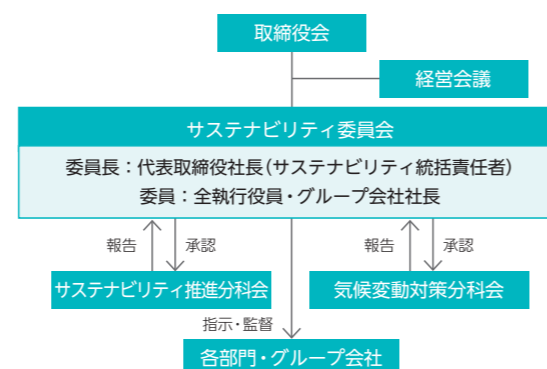 取締役会
経営会議
サステナビリティ委員会
委員長：代表取締役社長（サステナビリティ統括責任者）
委員：全執行役員・グループ会社社長
報告 承認 報告 承認
サステナビリティ推進分科会 気候変動対策分科会
指示・監督
各部門・グループ会社